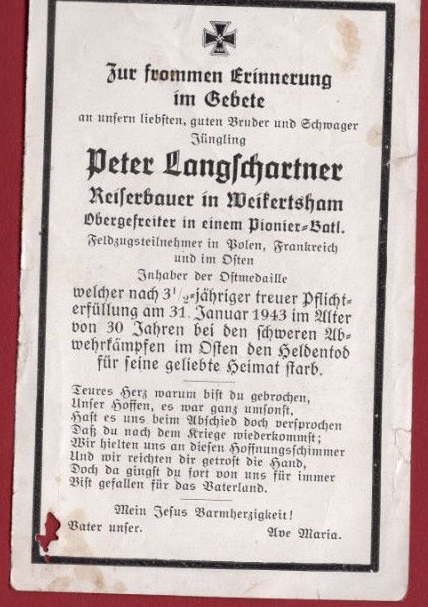 Zur frommen Erinnerung
im Gebete
an unsern liebsten, guten Bruder und Schwager
Jüngling
Peter Langschartner
Reiserbauer in Weikertsham
Obergefreiter in einem Pionier=Batl.
Feldzugsteilnehmer in Polen, Frankreich
und im Osten
Inhaber der Ostmedaille
welcher nach 3 1/2=jähriger treuer Pflicht=
erfüllung am 31. Januar 1943 im Alter
von 30 Jahren bei den schweren Ab=
wehrkämpfen im Osten den Heldentod
für seine geliebte Heimat starb.
Teures Herz warum bist du gebrochen,
Unser Hoffen, es war ganz umsonst,
Hast es uns beim Abschied doch versprochen
Daß du nach dem Kriege wiederkommst;
Wir hielten uns an diesen Hoffnungsschimmer
Und wir reichten dir getrost die Hand,
Doch da gingst du fort von uns für immer
Bist gefallen für das Vaterland.
Mein Jesus Barmherzigkeit!
Vater unser. Ave Maria.